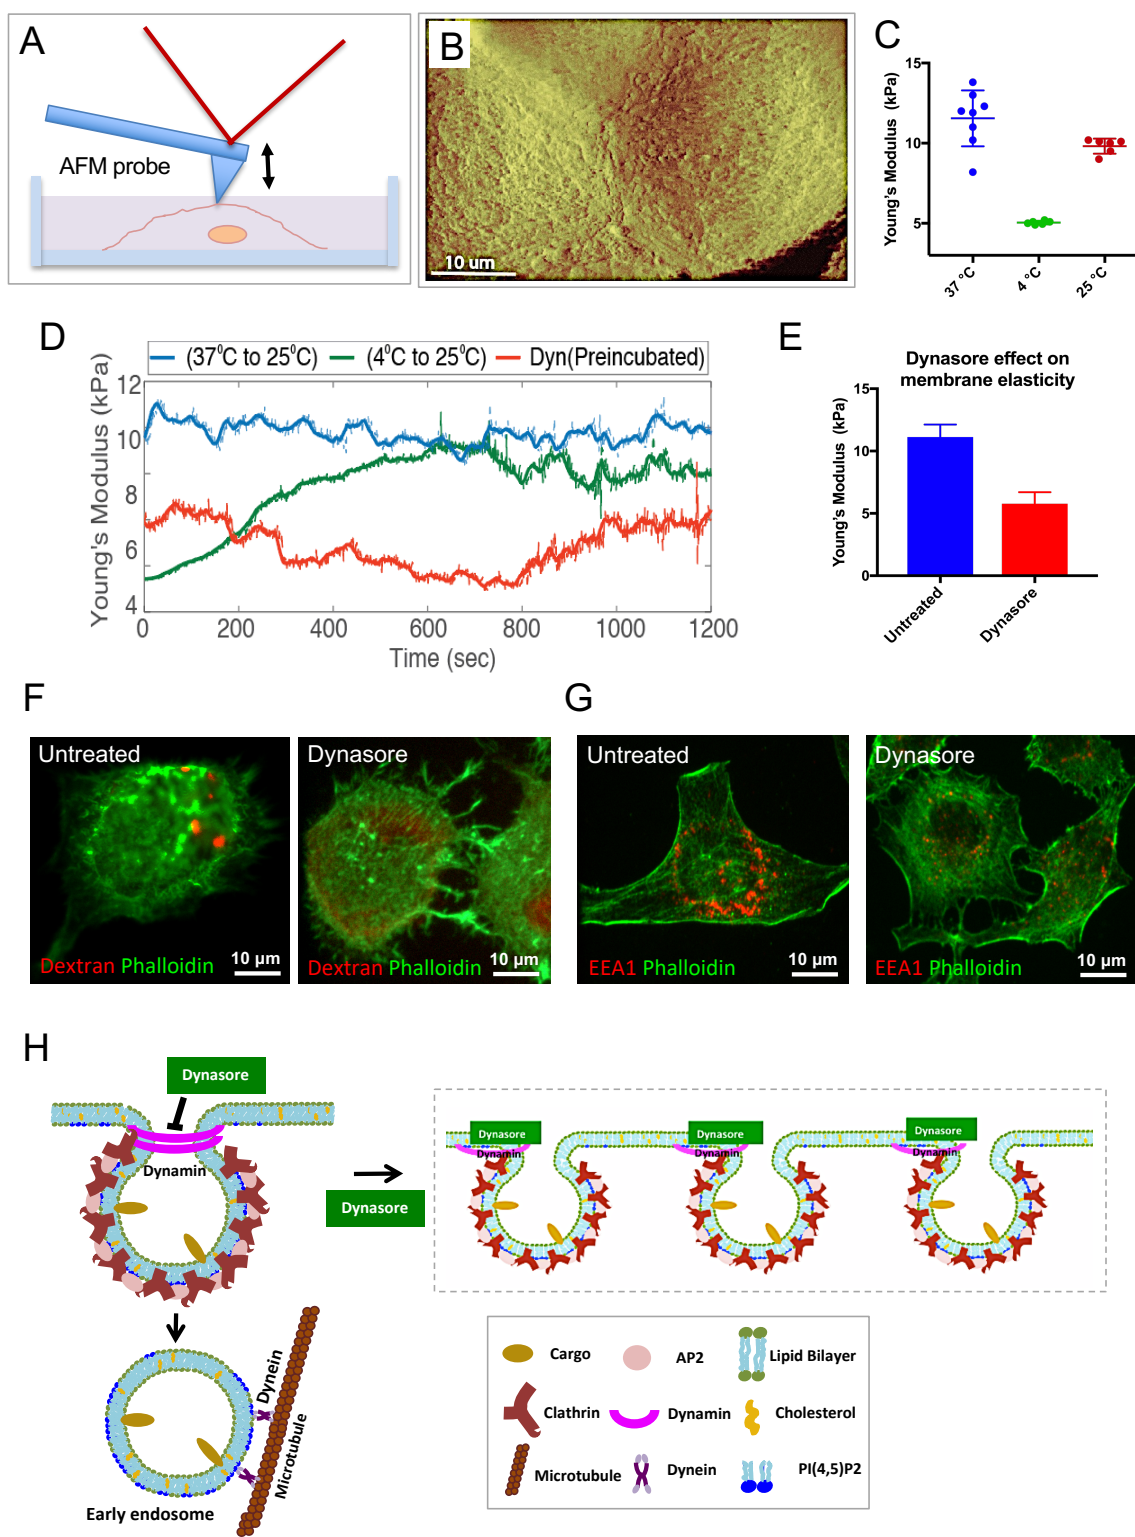 A
AFM probe
B
10 um
C
Young's Modulus (kPa)
15
10
5
37 °C
4 °C
25 °C
D
(37⁰C to 25⁰C)
(4⁰C to 25⁰C)
Dyn(Preincubated)
Young's Modulus (kPa)
12
10
8
6
4
0
200
400
600
800
1000
1200
Time (sec)
E
Dynasore effect on
membrane elasticity
Young's Modulus (kPa)
15
10
5
0
Untreated
Dynasore
F
Untreated
Dextran Phalloidin
10 µm
Dynasore
Dextran Phalloidin
10 µm
G
Untreated
EEA1 Phalloidin
10 µm
Dynasore
EEA1 Phalloidin
10 µm
H
Dynasore
Dynamin
Dynasore
Dynasore
Dynamin
Dynasore
Dynamin
Dynasore
Dynamin
Dynein
Microtubule
Early endosome
Cargo
AP2
Lipid Bilayer
Clathrin
Dynamin
Cholesterol
Microtubule
Dynein
PI(4,5)P2